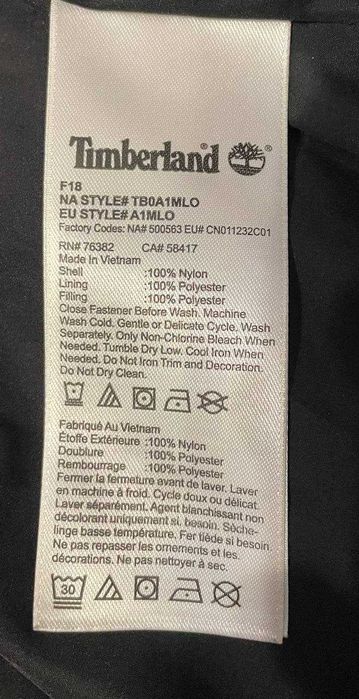 Timberland ®
F18
NA STYLE# TB0A1MLO
EU STYLE# A1MLO
Factory Codes: NA# 500563 EU# CN011232C01
RN# 76382 CA# 58417
Made In Vietnam
Shell :100% Nylon
Lining :100% Polyester
Filling :100% Polyester
Close Fastener Before Wash. Machine
Wash Cold. Gentle or Delicate Cycle. Wash
Separately. Only Non-Chlorine Bleach When
Needed. Tumble Dry Low. Cool Iron When
Needed. Do Not Iron Trim and Decoration.
Do Not Dry Clean.
Fabriqué Au Vietnam
Étoffe Extérieure :100% Nylon
Doublure :100% Polyester
Rembourrage :100% Polyester
Fermer la fermeture avant de laver. Laver
en machine à froid. Cycle doux ou délicat.
Laver séparément. Agent blanchissant non
décolorant uniquement si, besoin. Sèche-
linge basse température. Fer tiède si besoin.
Ne pas repasser les ornements et les
décorations. Ne pas nettoyer à sec.
30